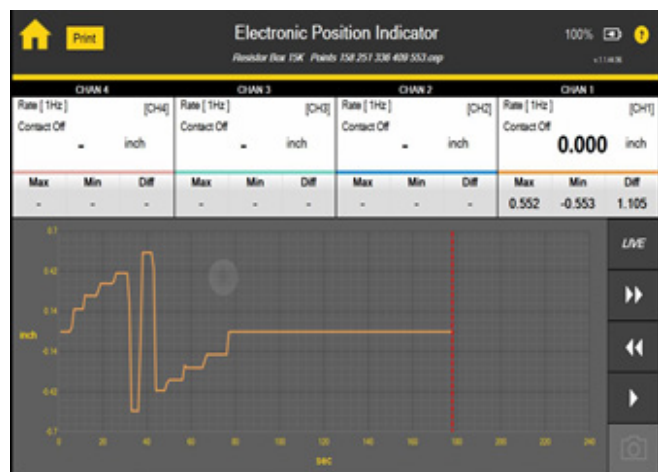 Print
Electronic Position Indicator
100%
Resistor Box 15K Points 158 251 336 409 553.oep
CHAN 4 CHAN 3 CHAN 2 CHAN 1
Rate [ 1Hz ] [CH4] Rate [ 1Hz ] [CH3] Rate [ 1Hz ] [CH2] Rate [ 1Hz ] [CH1]
Contact Off Contact Off Contact Off Contact Off
- inch - inch - inch 0.000 inch
Max Min Diff Max Min Diff Max Min Diff Max Min Diff
- - - - - - - - - 0.552 -0.553 1.105
LIVE
0.7
0.42
0.14
inch
-0.14
-0.42
-0.7
0 20 40 60 80 100 120 140 160 180 200 220 240
sec